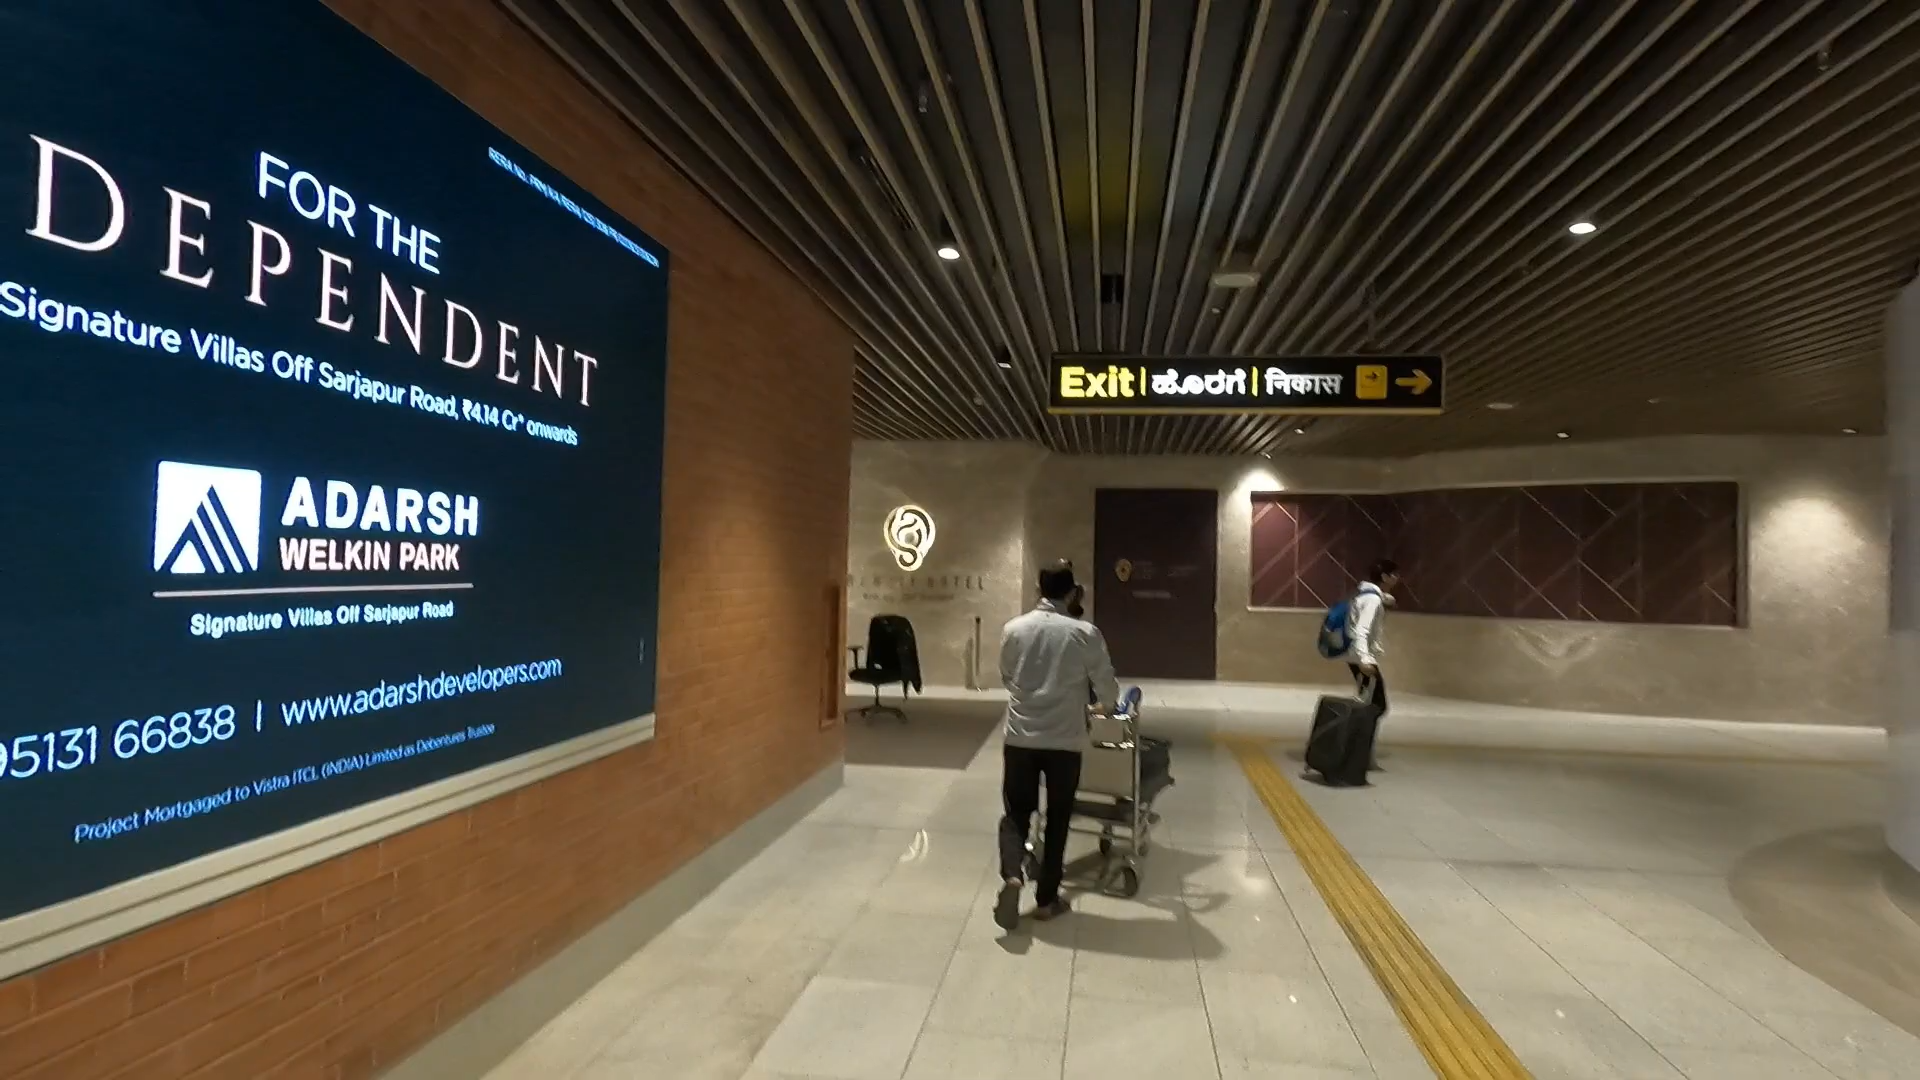 FOR THE
DEPENDENT
Signature Villas Off Sarjapur Road, ₹4.14 Cr* onwards
ADARSH
WELKIN PARK
Signature Villas Off Sarjapur Road
95131 66838 | www.adarshdevelopers.com
Project Mortgaged to Vistra ITCL (INDIA) Limited as Debentures Trustee
Exit | ಹೊರಗೆ | निकास